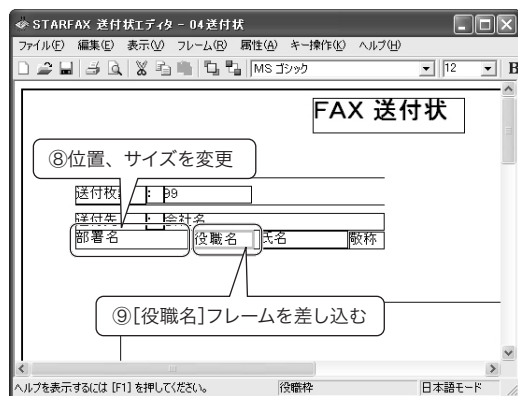 STARFAX 送付状エディタ - 04送付状
ファイル(F) 編集(E) 表示(V) フレーム(R) 属性(A) キー操作(K) ヘルプ(H)
MS ゴシック 12 B
FAX 送付状
⑧位置、サイズを変更
送付枚 : 99
送付先 : 会社名
部署名 役職名 氏名 敬称
⑨[役職名]フレームを差し込む
ヘルプを表示するには [F1] を押してください。 役職枠 日本語モード